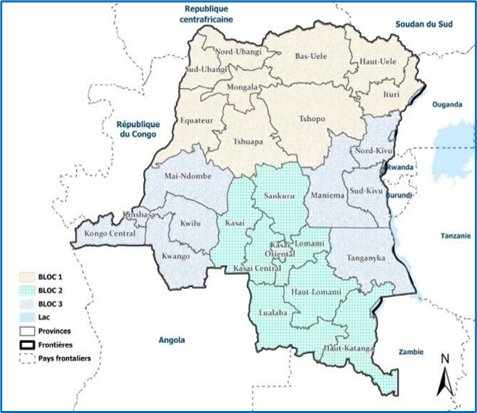 Republique
centrafricaine
Soudan du Sud
Nord-Ubangi
Bas-Uele
Haut-Uele
Sud-Ubangi
Mongala
Ituri
Ouganda
République
du Congo
Equateur
Tshopo
Tshuapa
Nord-Kivu
Rwanda
Mai-Ndombe
Sankuru
Maniema
Sud-Kivu
Burundi
Kinshasa
Kwilu
Kasai
Kongo Central
Lomami
Tanzanie
Kasai
Oriental
Kwango
Kasai Central
Tanganyka
Haut-Lomami
Lualaba
Angola
Haut-Katanga
Zambie
N
BLOC 1
BLOC 2
BLOC 3
Lac
Provinces
Frontières
Pays frontaliers